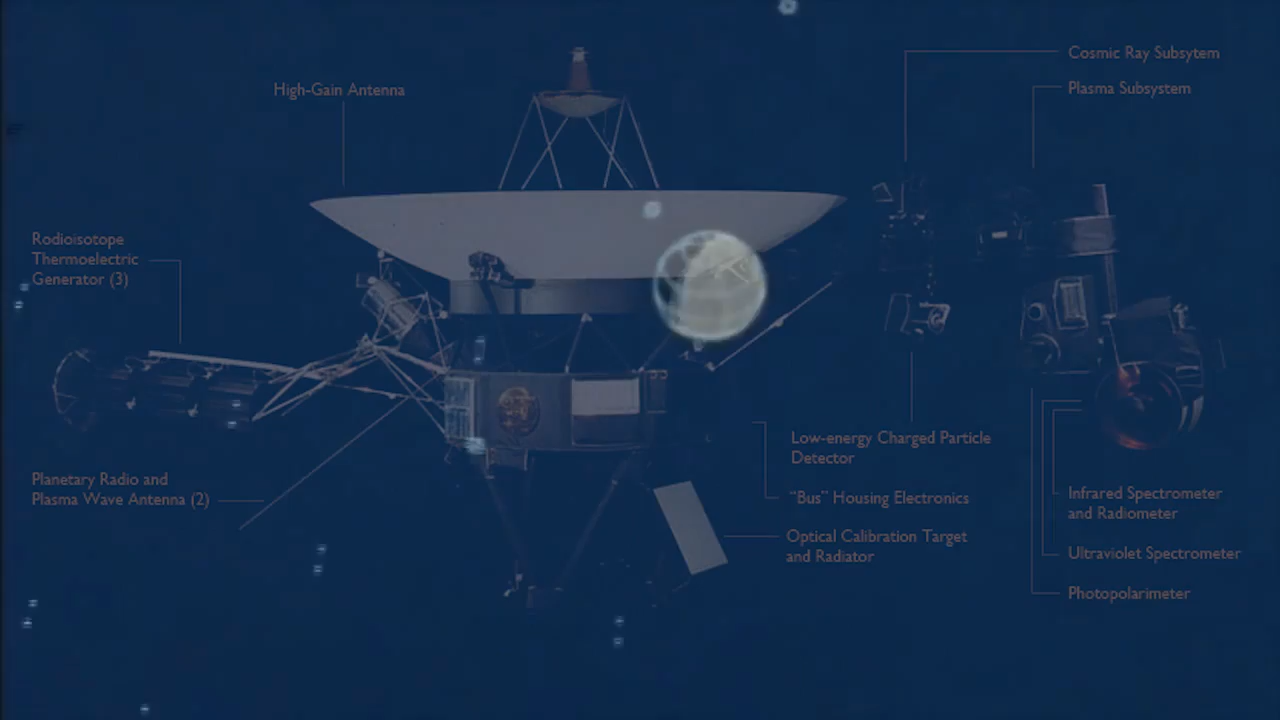 Cosmic Ray Subsytem
High-Gain Antenna
Plasma Subsystem
Rodioisotope
Thermoelectric
Generator (3)
Planetary Radio and
Plasma Wave Antenna (2)
Low-energy Charged Particle
Detector
“Bus” Housing Electronics
Optical Calibration Target
and Radiator
Infrared Spectrometer
and Radiometer
Ultraviolet Spectrometer
Photopolarimeter